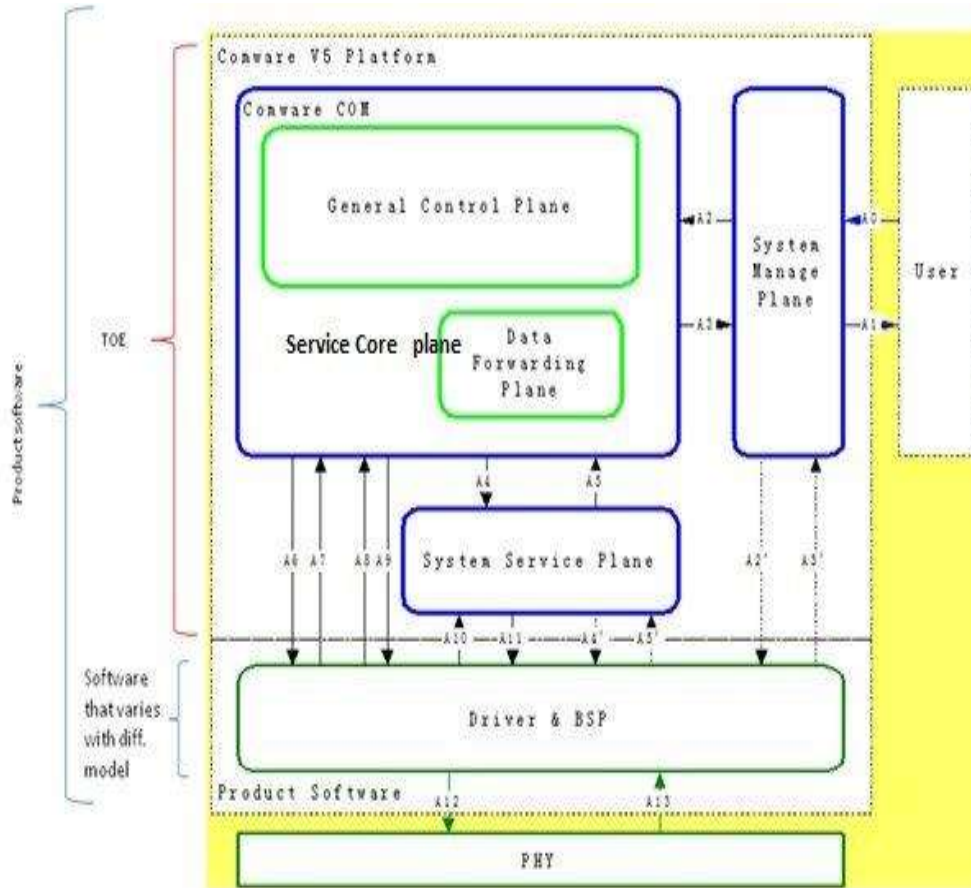 Comware V5 Platform
Comware COM
General Control Plane
A2
A0
System
Manage
Plane
User
TOE
Service Core plane
Data
Forwarding
Plane
A3
A1
Product software
A4
A5
A6
A7
A8
A9
System Service Plane
A2'
A3'
A10
A11
A4'
A5'
Software
that varies
with diff.
model
Driver & BSP
Product Software
A12
A13
PHY